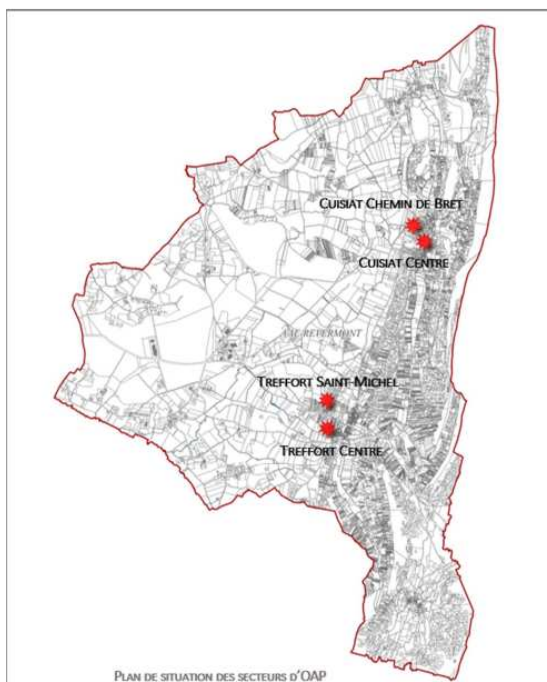 CUISIAT CHEMIN DE BRET
CUISIAT CENTRE
TREFFORT SAINT-MICHEL
TREFFORT CENTRE
PLAN DE SITUATION DES SECTEURS D'OAP